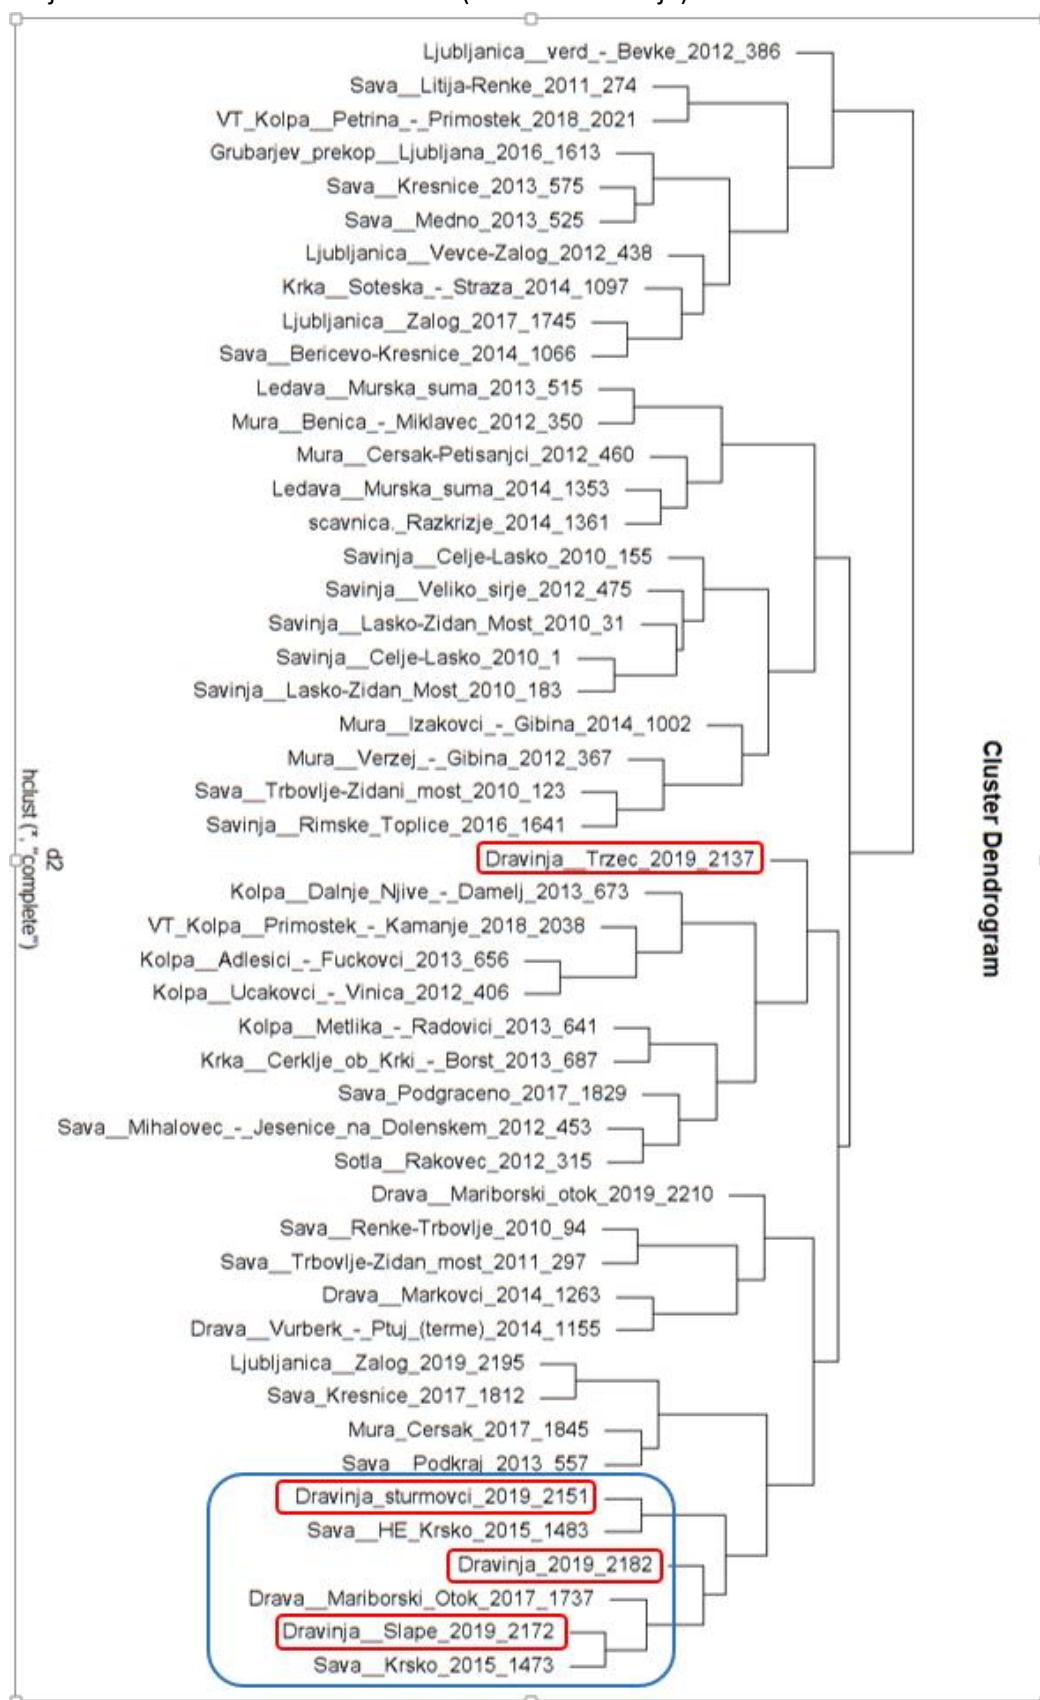 Ljubljanica__verd_-_Bevke_2012_386
Sava__Litija-Renke_2011_274
VT_Kolpa__Petrina_-_Primostek_2018_2021
Grubarjev_prekop__Ljubljana_2016_1613
Sava__Kresnice_2013_575
Sava__Medno_2013_525
Ljubljanica__Vevce-Zalog_2012_438
Krka__Soteska_-_Straza_2014_1097
Ljubljanica__Zalog_2017_1745
Sava__Bericevo-Kresnice_2014_1066
Ledava__Murska_suma_2013_515
Mura__Benica_-_Miklavec_2012_350
Mura__Cersak-Petisanjci_2012_460
Ledava__Murska_suma_2014_1353
scavnica._Razkrizje_2014_1361
Savinja__Celje-Lasko_2010_155
Savinja__Veliko_sirje_2012_475
Savinja__Lasko-Zidan_Most_2010_31
Savinja__Celje-Lasko_2010_1
Savinja__Lasko-Zidan_Most_2010_183
Mura__Izakovci_-_Gibina_2014_1002
Mura__Verzej_-_Gibina_2012_367
Sava__Trbovlje-Zidani_most_2010_123
Savinja__Rimske_Toplice_2016_1641
Dravinja__Trzec_2019_2137
Kolpa__Dalnje_Njive_-_Damelj_2013_673
VT_Kolpa__Primostek_-_Kamanje_2018_2038
Kolpa__Adlesici_-_Fuckovci_2013_656
Kolpa__Ucakovci_-_Vinica_2012_406
Kolpa__Metlika_-_Radovici_2013_641
Krka__Cerklje_ob_Krki_-_Borst_2013_687
Sava_Podgraceno_2017_1829
Sava__Mihalovec_-_Jesenice_na_Dolenskem_2012_453
Sotla__Rakovec_2012_315
Drava__Mariborski_otok_2019_2210
Sava__Renke-Trbovlje_2010_94
Sava__Trbovlje-Zidan_most_2011_297
Drava__Markovci_2014_1263
Drava__Vurberk_-_Ptuj_(terme)_2014_1155
Ljubljanica__Zalog_2019_2195
Sava_Kresnice_2017_1812
Mura_Cersak_2017_1845
Sava__Podkraj_2013_557
Dravinja_sturmovci_2019_2151
Sava__HE_Krsko_2015_1483
Dravinja_2019_2182
Drava__Mariborski_Otok_2017_1737
Dravinja__Slape_2019_2172
Sava__Krsko_2015_1473
Cluster Dendrogram
d2
hclust (*, "complete")